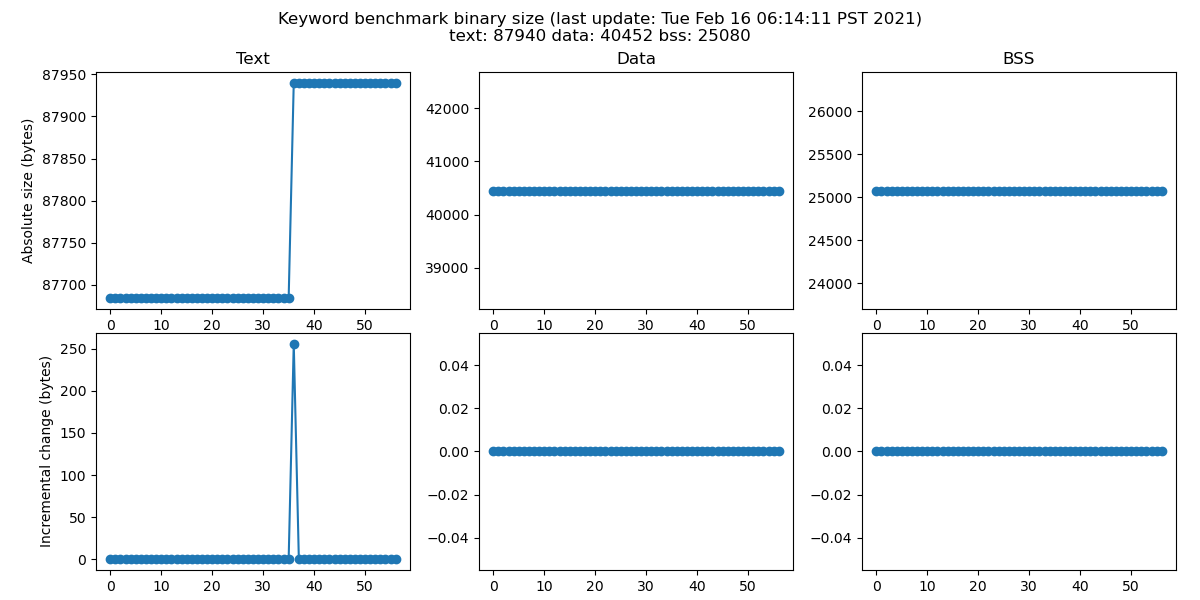 Keyword benchmark binary size (last update: Tue Feb 16 06:14:11 PST 2021)
text: 87940 data: 40452 bss: 25080
Text
Data
BSS
Absolute size (bytes)
87950
87900
87850
87800
87750
87700
0 10 20 30 40 50
42000
41000
40000
39000
0 10 20 30 40 50
26000
25500
25000
24500
24000
0 10 20 30 40 50
Incremental change (bytes)
250
200
150
100
50
0
0 10 20 30 40 50
0.04
0.02
0.00
−0.02
−0.04
0 10 20 30 40 50
0.04
0.02
0.00
−0.02
−0.04
0 10 20 30 40 50